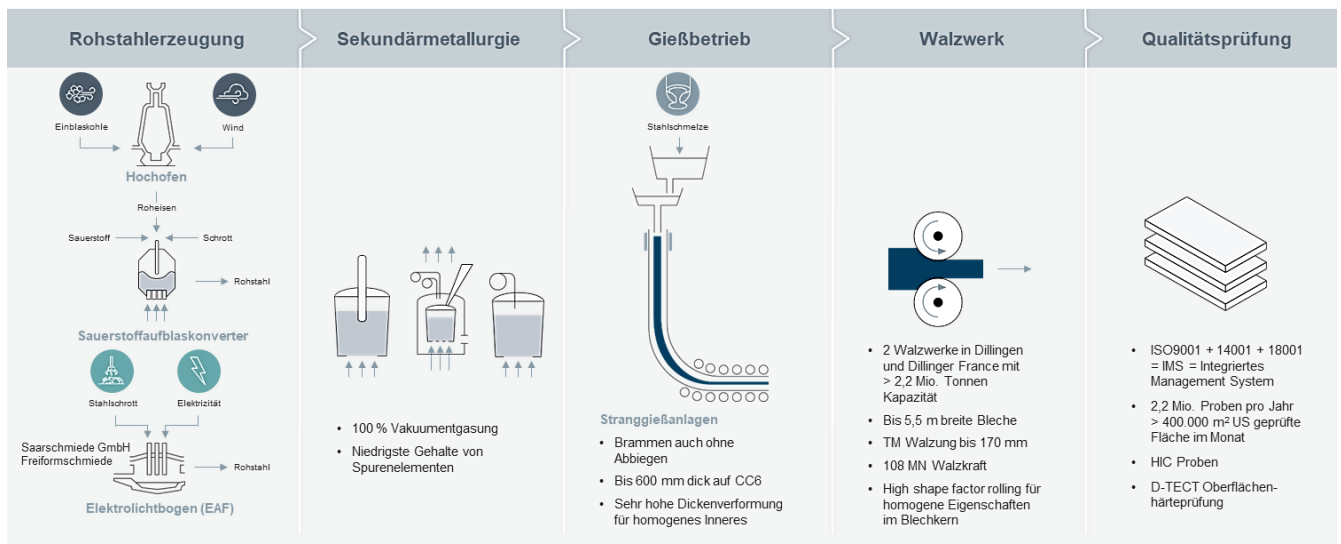 Rohstahlerzeugung
Sekundärmetallurgie
Gießbetrieb
Walzwerk
Qualitätsprüfung
Einblaskohle
Wind
Hochofen
Roheisen
Sauerstoff
Schrott
Rohstahl
Sauerstoffaufblaskonverter
Stahlschrott
Elektrizität
Saarschmiede GmbH
Freiformschmiede
Rohstahl
Elektrolichtbogen (EAF)
• 100 % Vakuumentgasung
• Niedrigste Gehalte von
Spurenelementen
Stahlschmelze
Stranggießanlagen
• Brammen auch ohne
Abbiegen
• Bis 600 mm dick auf CC6
• Sehr hohe Dickenverformung
für homogenes Inneres
• 2 Walzwerke in Dillingen
und Dillinger France mit
> 2,2 Mio. Tonnen
Kapazität
• Bis 5,5 m breite Bleche
• TM Walzung bis 170 mm
• 108 MN Walzkraft
• High shape factor rolling für
homogene Eigenschaften
im Blechkern
• ISO9001 + 14001 + 18001
= IMS = Integriertes
Management System
• 2,2 Mio. Proben pro Jahr
> 400.000 m² US geprüfte
Fläche im Monat
• HIC Proben
• D-TECT Oberflächen-
härteprüfung